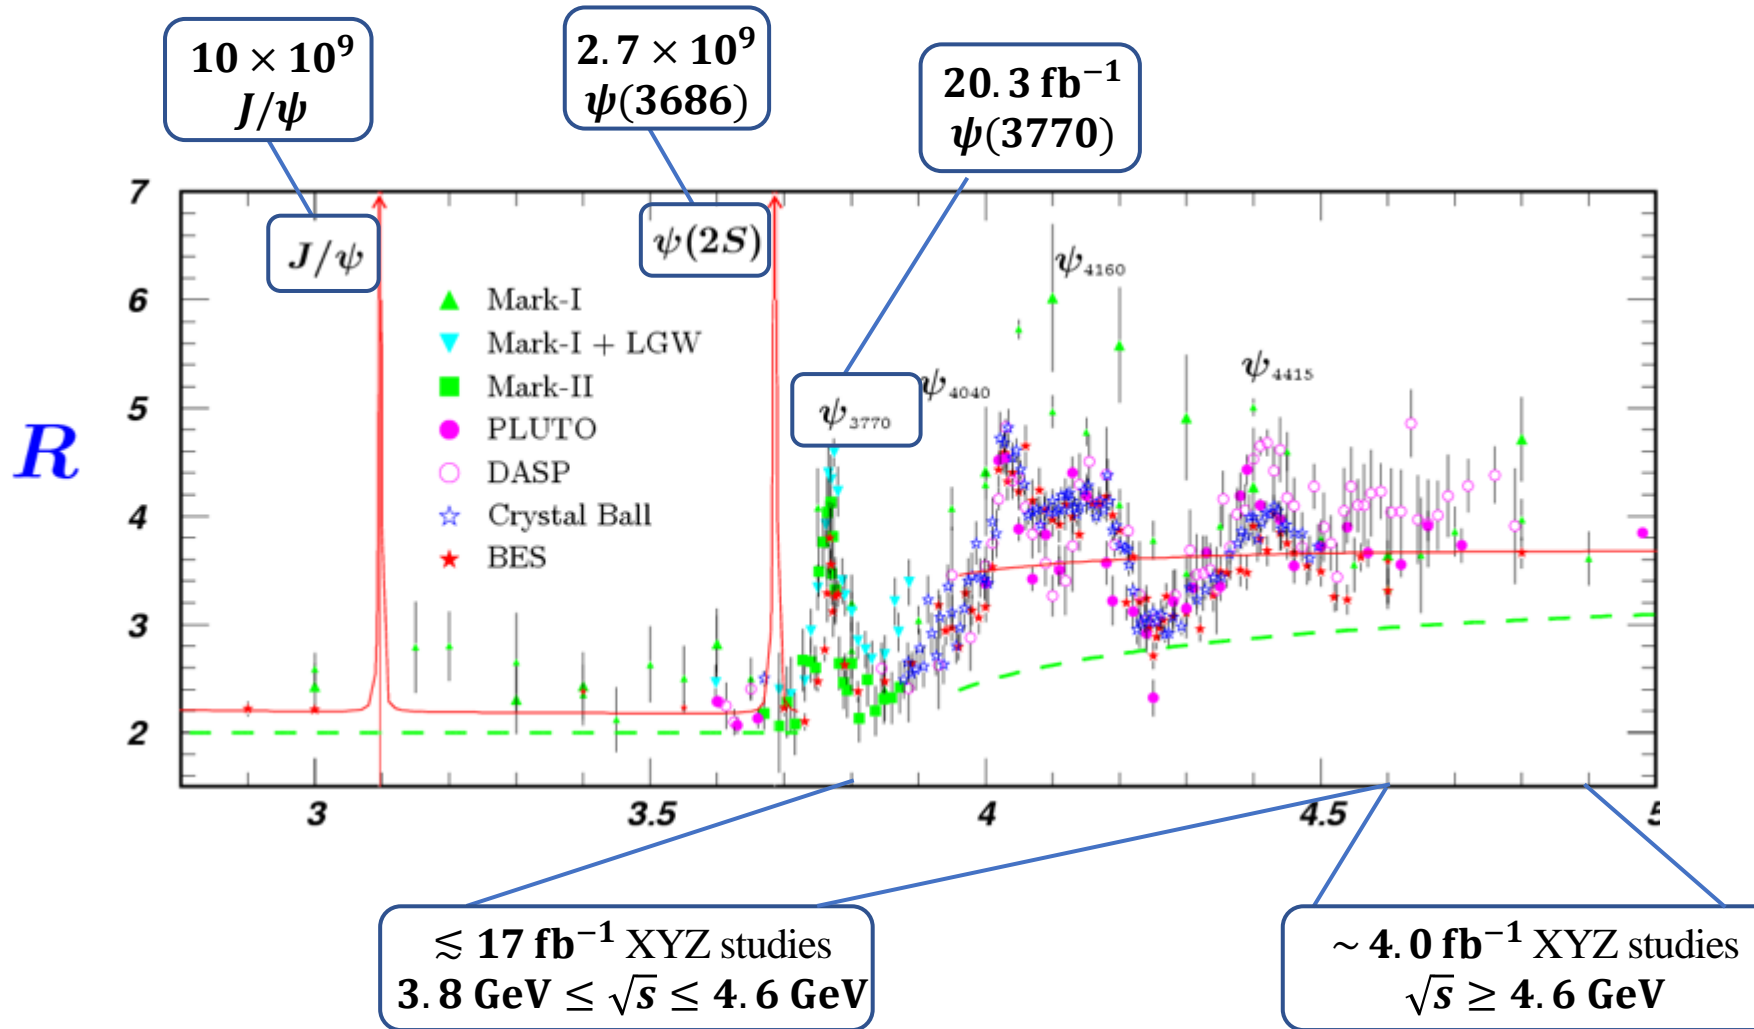 10 × 10⁹
J/ψ
2.7 × 10⁹
ψ(3686)
20.3 fb⁻¹
ψ(3770)
7
6
5
4
3
2
R
J/ψ
ψ(2S)
ψ₃₇₇₀
ψ₄₀₄₀
ψ₄₁₆₀
ψ₄₄₁₅
Mark-I
Mark-I + LGW
Mark-II
PLUTO
DASP
Crystal Ball
BES
3
3.5
4
4.5
5
≲ 17 fb⁻¹ XYZ studies
3.8 GeV ≤ √s ≤ 4.6 GeV
~ 4.0 fb⁻¹ XYZ studies
√s ≥ 4.6 GeV